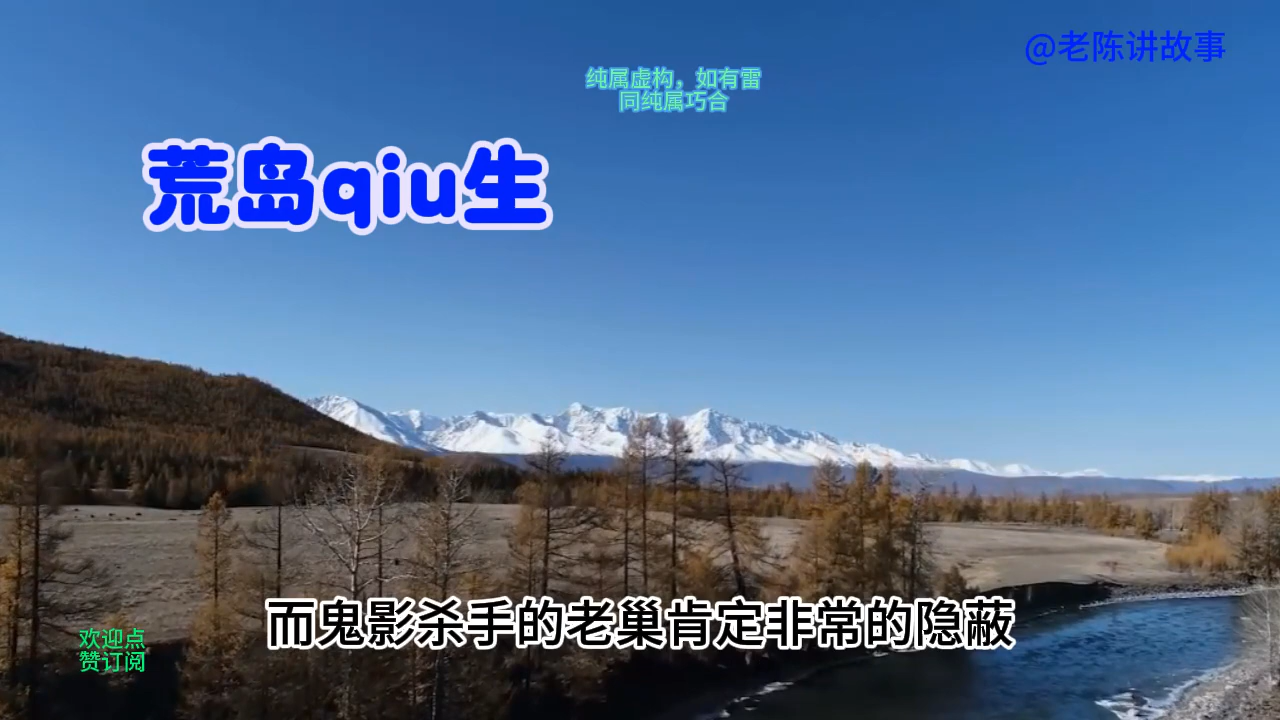 @老陈讲故事
纯属虚构，如有雷
同纯属巧合
荒岛qiu生
而鬼影杀手的老巢肯定非常的隐蔽
欢迎点
赞订阅